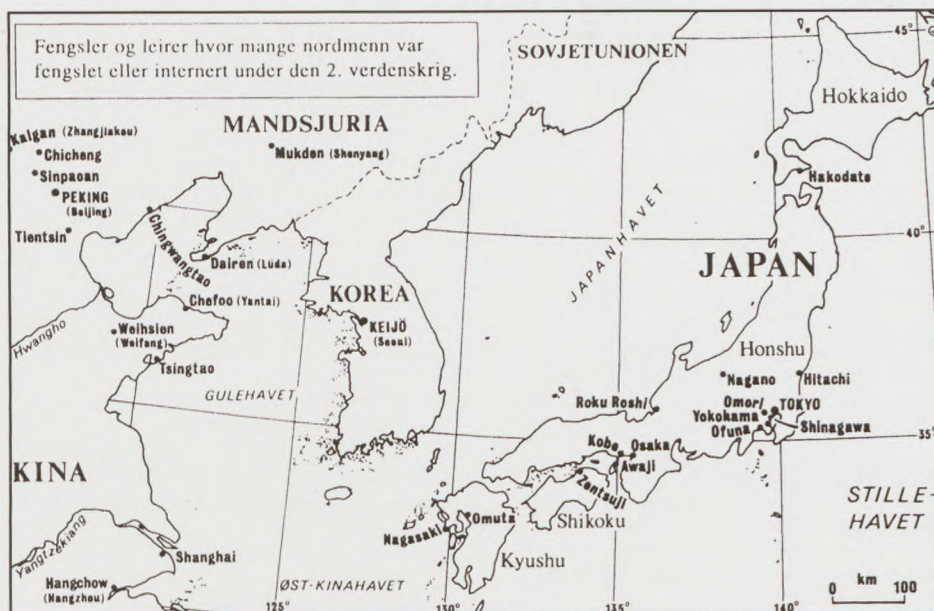 Fengsler og leirer hvor mange nordmenn var
fengslet eller internert under den 2. verdenskrig.
SOVJETUNIONEN
45°
Hokkaido
Kalgan (Zhangjiakou)
MANDSJURIA
Chicheng
Mukden (Shenyang)
Sinpaoan
Hakodate
PEKING
(Beijing)
Tientsin
Chingwangtao
40°
Dairen (Lüda)
JAPANHAVET
JAPAN
Chefoo (Yantai)
KOREA
KEIJŌ
(Seoul)
Weihsien
(Weifang)
Hwangho
Honshu
Tsingtao
Nagano
Hitachi
GULEHAVET
Roku Roshi
Omori
TOKYO
Yokokama
Ofuna
Shinagawa
35°
Kobe
Osaka
Awaji
KINA
Zentsuji
STILLE-
HAVET
Omuta
Shikoku
Nagasaki
Yangtzekiang
Shanghai
Kyushu
Hangchow
(Hangzhou)
ØST-KINAHAVET
0 km 100
125°
130°
135°
140°